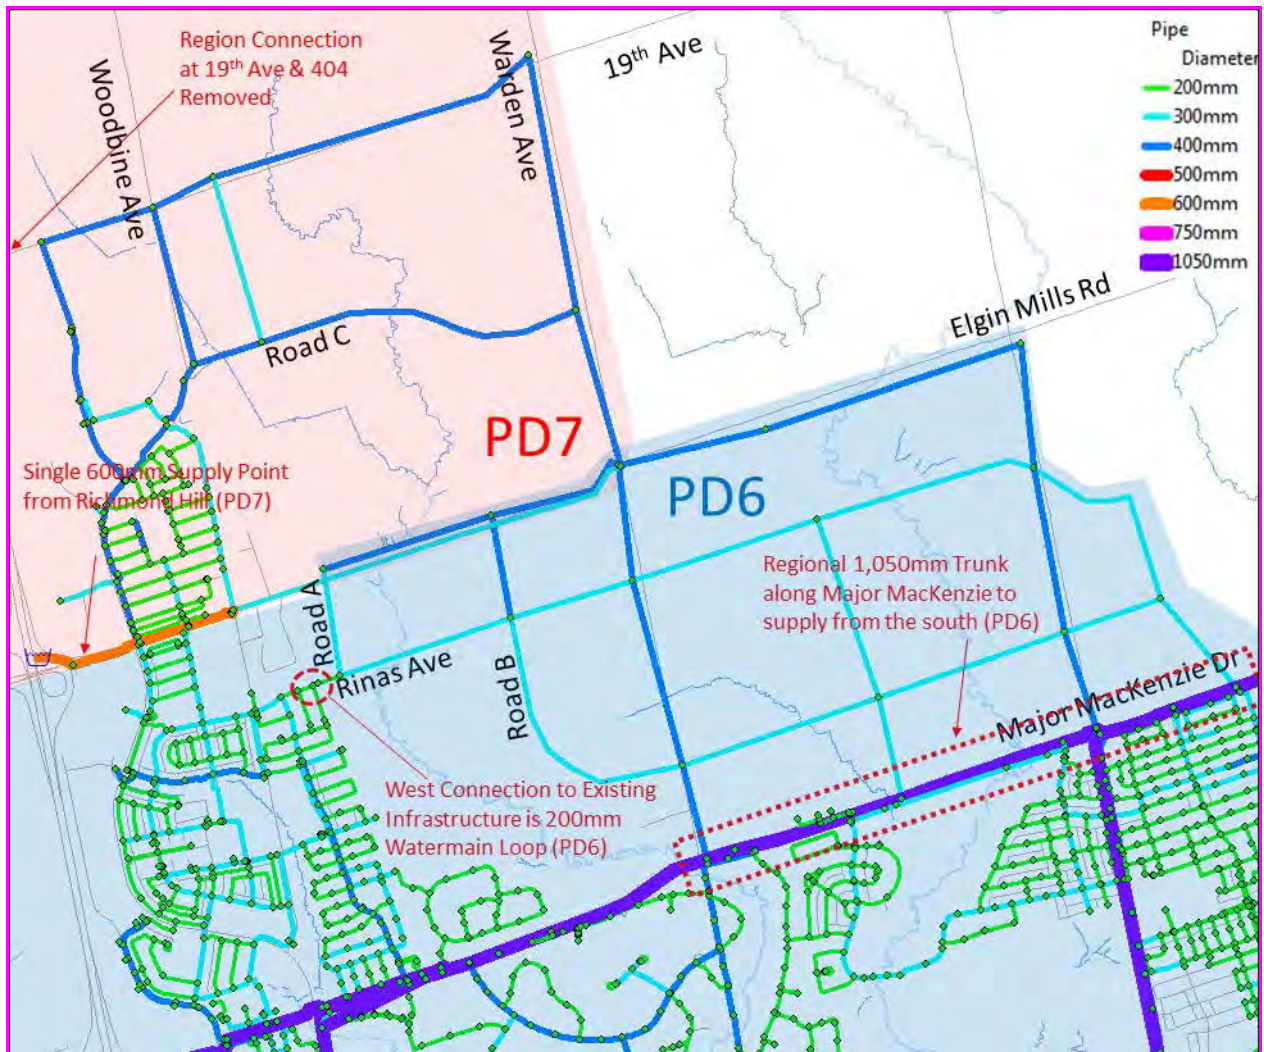 Region Connection
at 19th Ave & 404
Removed
Woodbine Ave
Warden Ave
19th Ave
Pipe
Diameter
200mm
300mm
400mm
500mm
600mm
750mm
1050mm
Road C
Elgin Mills Rd
PD7
PD6
Single 600mm Supply Point
from Richmond Hill (PD7)
Regional 1,050mm Trunk
along Major MacKenzie to
supply from the south (PD6)
Road A
Rinas Ave
Road B
Major MacKenzie Dr
West Connection to Existing
Infrastructure is 200mm
Watermain Loop (PD6)